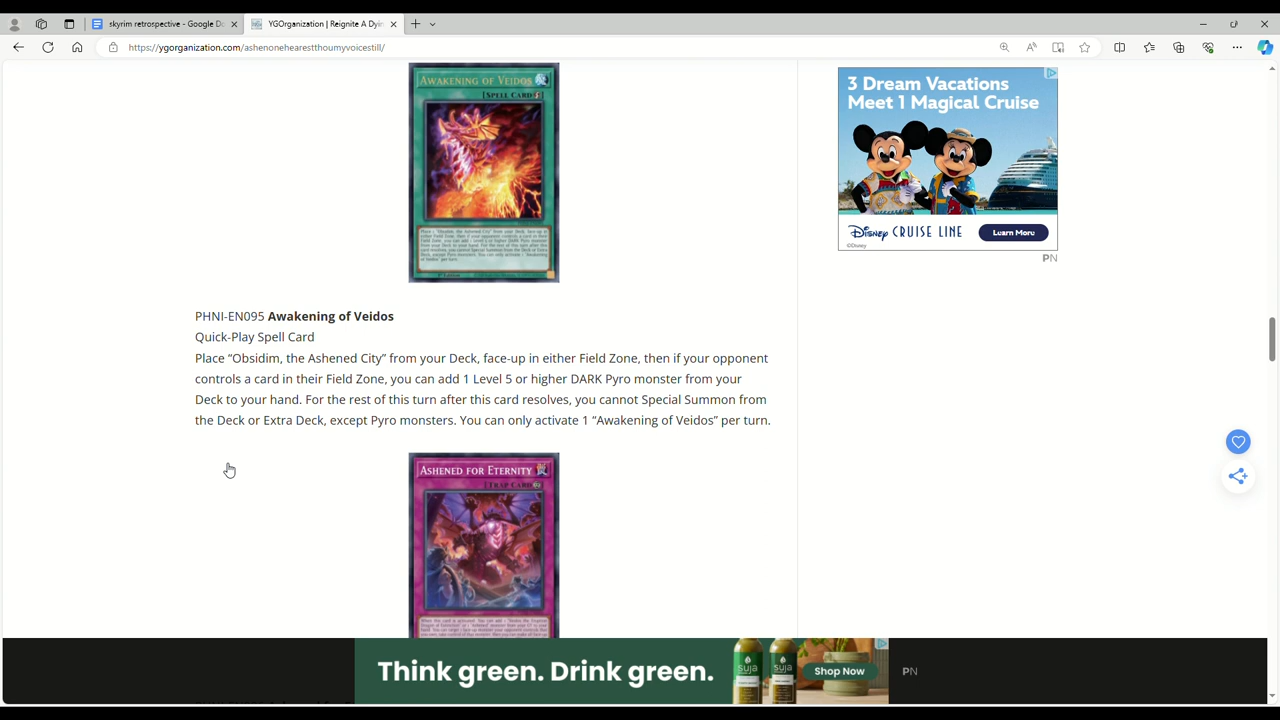 skyrim retrospective - Google Do
YGOrganization | Reignite A Dyin
https://ygorganization.com/ashenonehearestthoumyvoicestill/
AWAKENING OF VEIDOS
[SPELL CARD
3 Dream Vacations
Meet 1 Magical Cruise
Disney CRUISE LINE
Learn More
©Disney
PN
PHNI-EN095 Awakening of Veidos
Quick-Play Spell Card
Place “Obsidim, the Ashened City” from your Deck, face-up in either Field Zone, then if your opponent
controls a card in their Field Zone, you can add 1 Level 5 or higher DARK Pyro monster from your
Deck to your hand. For the rest of this turn after this card resolves, you cannot Special Summon from
the Deck or Extra Deck, except Pyro monsters. You can only activate 1 “Awakening of Veidos” per turn.
ASHENED FOR ETERNITY
[TRAP CARD
Think green. Drink green.
suja
suja
Shop Now
PN